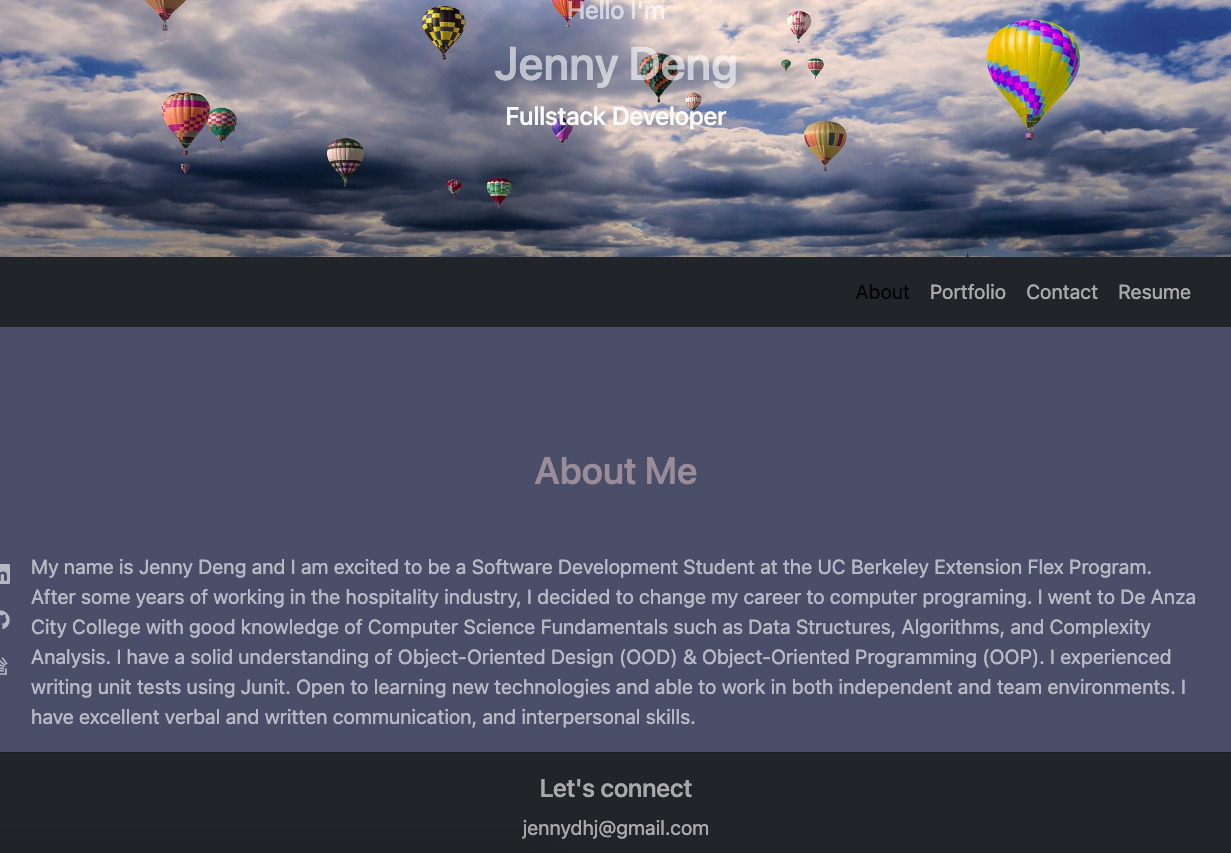 Hello I'm
Jenny Deng
Fullstack Developer
About Portfolio Contact Resume
About Me
My name is Jenny Deng and I am excited to be a Software Development Student at the UC Berkeley Extension Flex Program.
After some years of working in the hospitality industry, I decided to change my career to computer programing. I went to De Anza
City College with good knowledge of Computer Science Fundamentals such as Data Structures, Algorithms, and Complexity
Analysis. I have a solid understanding of Object-Oriented Design (OOD) & Object-Oriented Programming (OOP). I experienced
writing unit tests using Junit. Open to learning new technologies and able to work in both independent and team environments. I
have excellent verbal and written communication, and interpersonal skills.
Let's connect
jennydhj@gmail.com